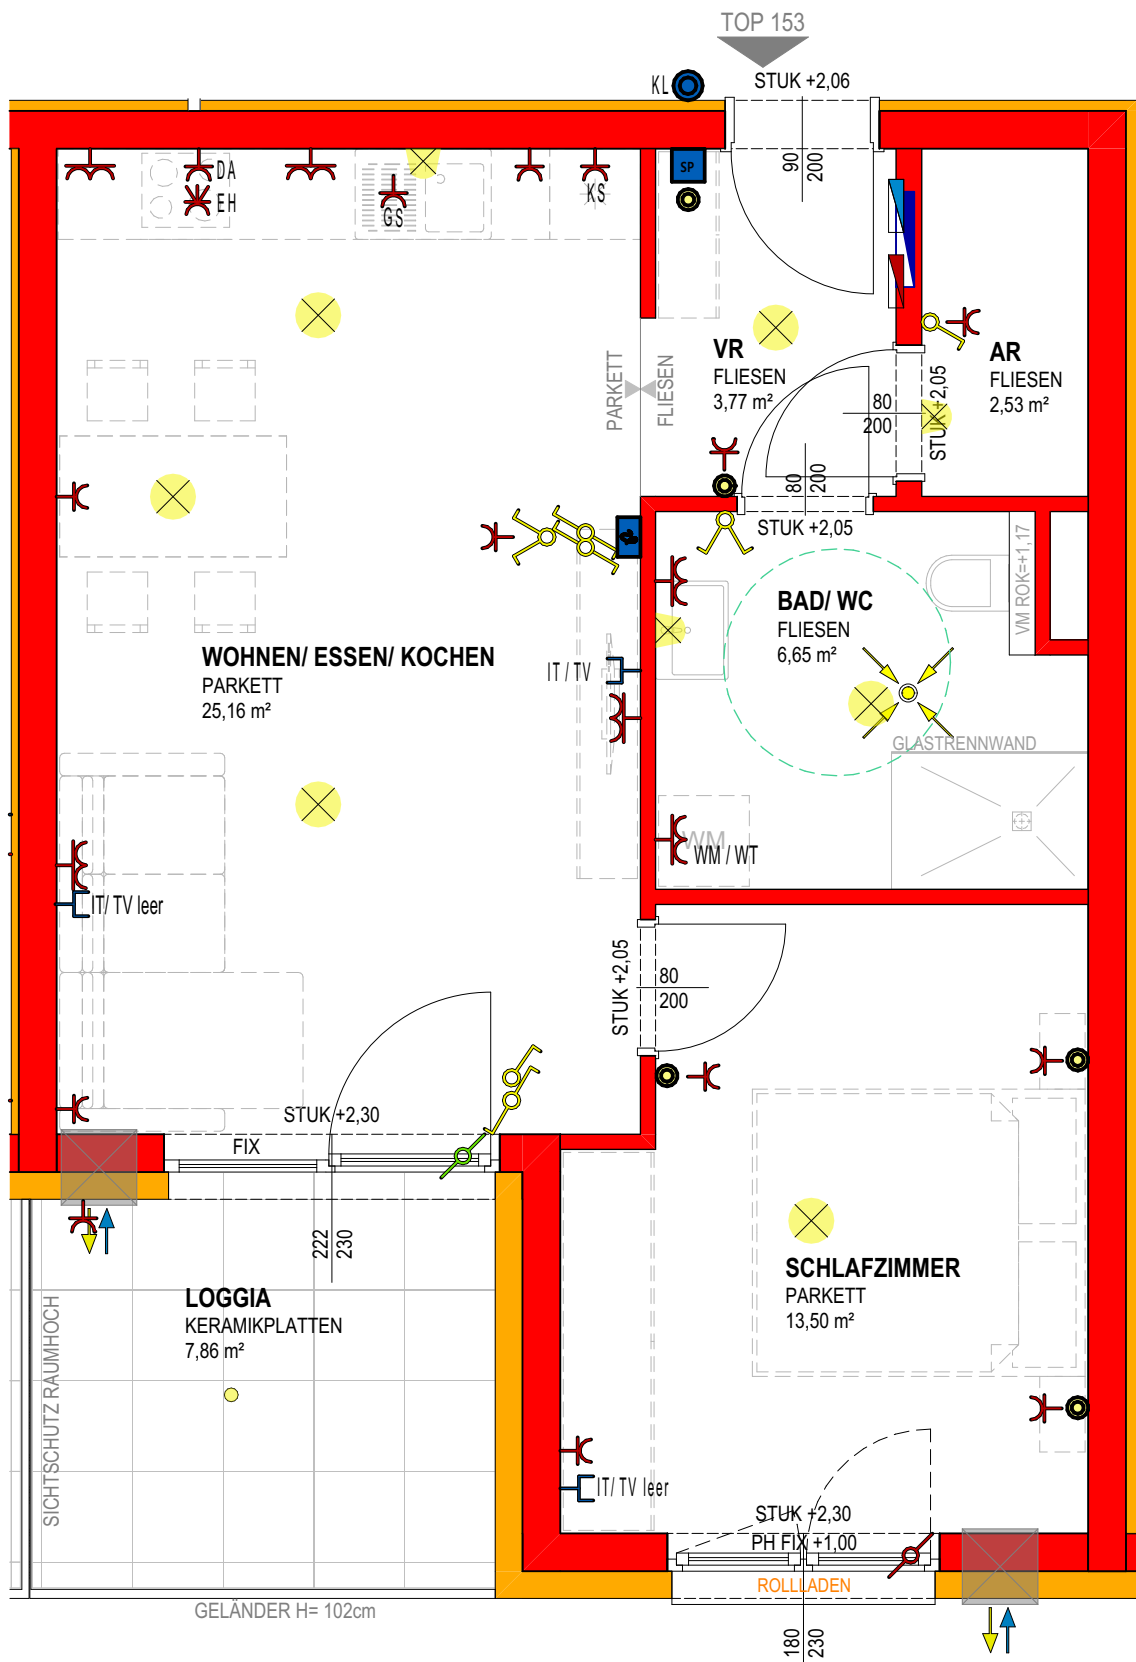 TOP 153
KL
STUK +2,06
90
200
SP
DA
EH
GS
KS
VR
FLIESEN
3,77 m²
PARKETT
FLIESEN
AR
FLIESEN
2,53 m²
80
200
STUK +2,05
80
200
STUK +2,05
BAD/ WC
FLIESEN
6,65 m²
VM ROK=+1,17
WOHNEN/ ESSEN/ KOCHEN
PARKETT
25,16 m²
IT / TV
GLASTRENNWAND
WM
WM / WT
IT/ TV leer
STUK +2,05
80
200
STUK +2,30
FIX
222
230
LOGGIA
KERAMIKPLATTEN
7,86 m²
SICHTSCHUTZ RAUMHOCH
SCHLAFZIMMER
PARKETT
13,50 m²
IT/ TV leer
STUK +2,30
PH FIX +1,00
ROLLLADEN
GELÄNDER H= 102cm
180
230